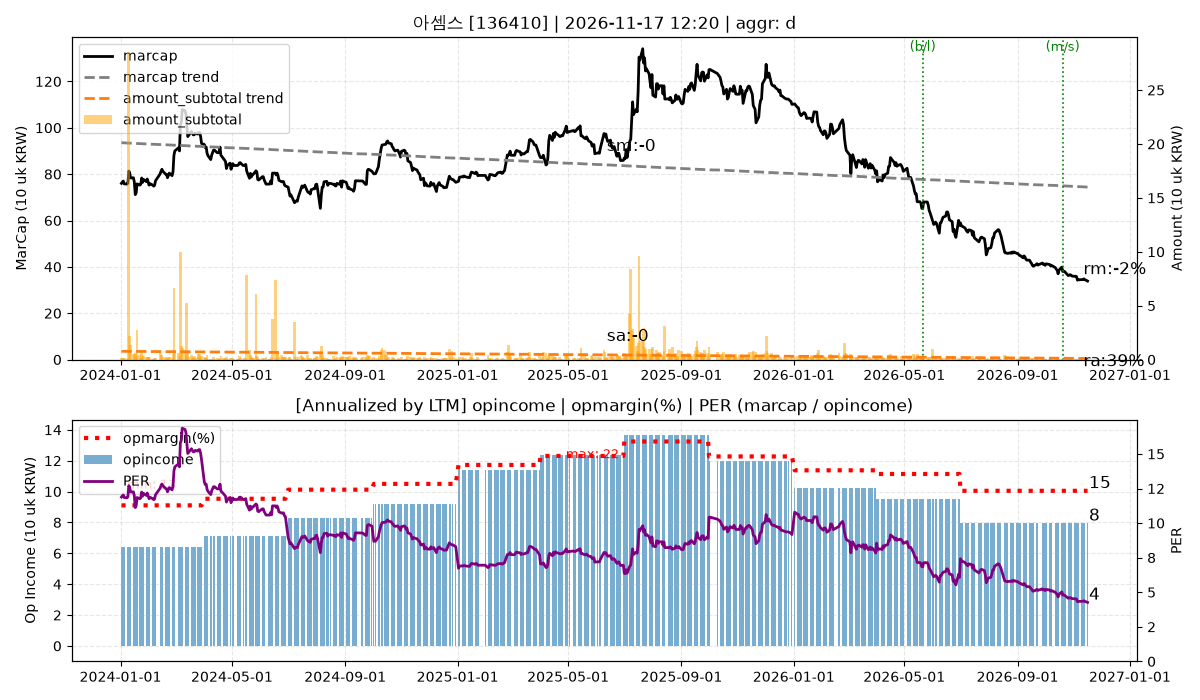 아셈스 [136410] | 2026-11-17 12:20 | aggr: d
(b/l)
(m/s)
marcap
marcap trend
amount_subtotal trend
amount_subtotal
MarCap (10 uk KRW)
Amount (10 uk KRW)
120
100
80
60
40
20
0
25
20
15
10
5
0
sm:-0
sa:-0
rm:-2%
ra:39%
2024-01-01 2024-05-01 2024-09-01 2025-01-01 2025-05-01 2025-09-01 2026-01-01 2026-05-01 2026-09-01 2027-01-01
[Annualized by LTM] opincome | opmargin(%) | PER (marcap / opincome)
opmargin(%)
opincome
PER
max: 22
Op Income (10 uk KRW)
PER
14
12
10
8
6
4
2
0
15
12
10
8
5
2
0
15
8
4
2024-01-01 2024-05-01 2024-09-01 2025-01-01 2025-05-01 2025-09-01 2026-01-01 2026-05-01 2026-09-01 2027-01-01